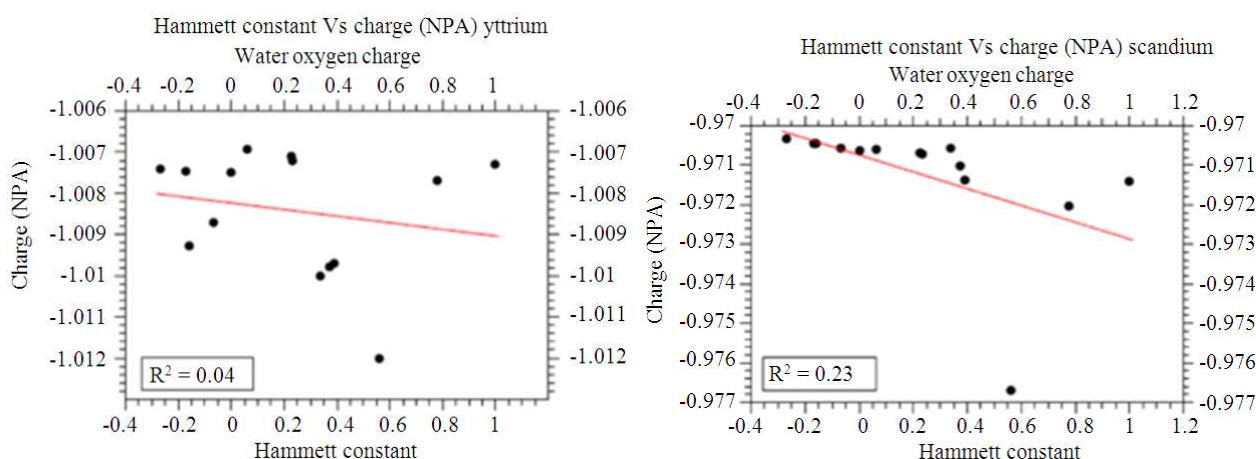 Hammett constant Vs charge (NPA) yttrium
Water oxygen charge
-0.4 -0.2 0 0.2 0.4 0.6 0.8 1
-1.006 -1.006
-1.007 -1.007
-1.008 -1.008
-1.009 -1.009
-1.01 -1.01
-1.011 -1.011
-1.012 -1.012
Charge (NPA)
R2 = 0.04
-0.4 -0.2 0 0.2 0.4 0.6 0.8 1
Hammett constant
Hammett constant Vs charge (NPA) scandium
Water oxygen charge
-0.4 -0.2 0 0.2 0.4 0.6 0.8 1 1.2
-0.97 -0.97
-0.971 -0.971
-0.972 -0.972
-0.973 -0.973
-0.974 -0.974
-0.975 -0.975
-0.976 -0.976
-0.977 -0.977
Charge (NPA)
R2 = 0.23
-0.4 -0.2 0 0.2 0.4 0.6 0.8 1 1.2
Hammett constant